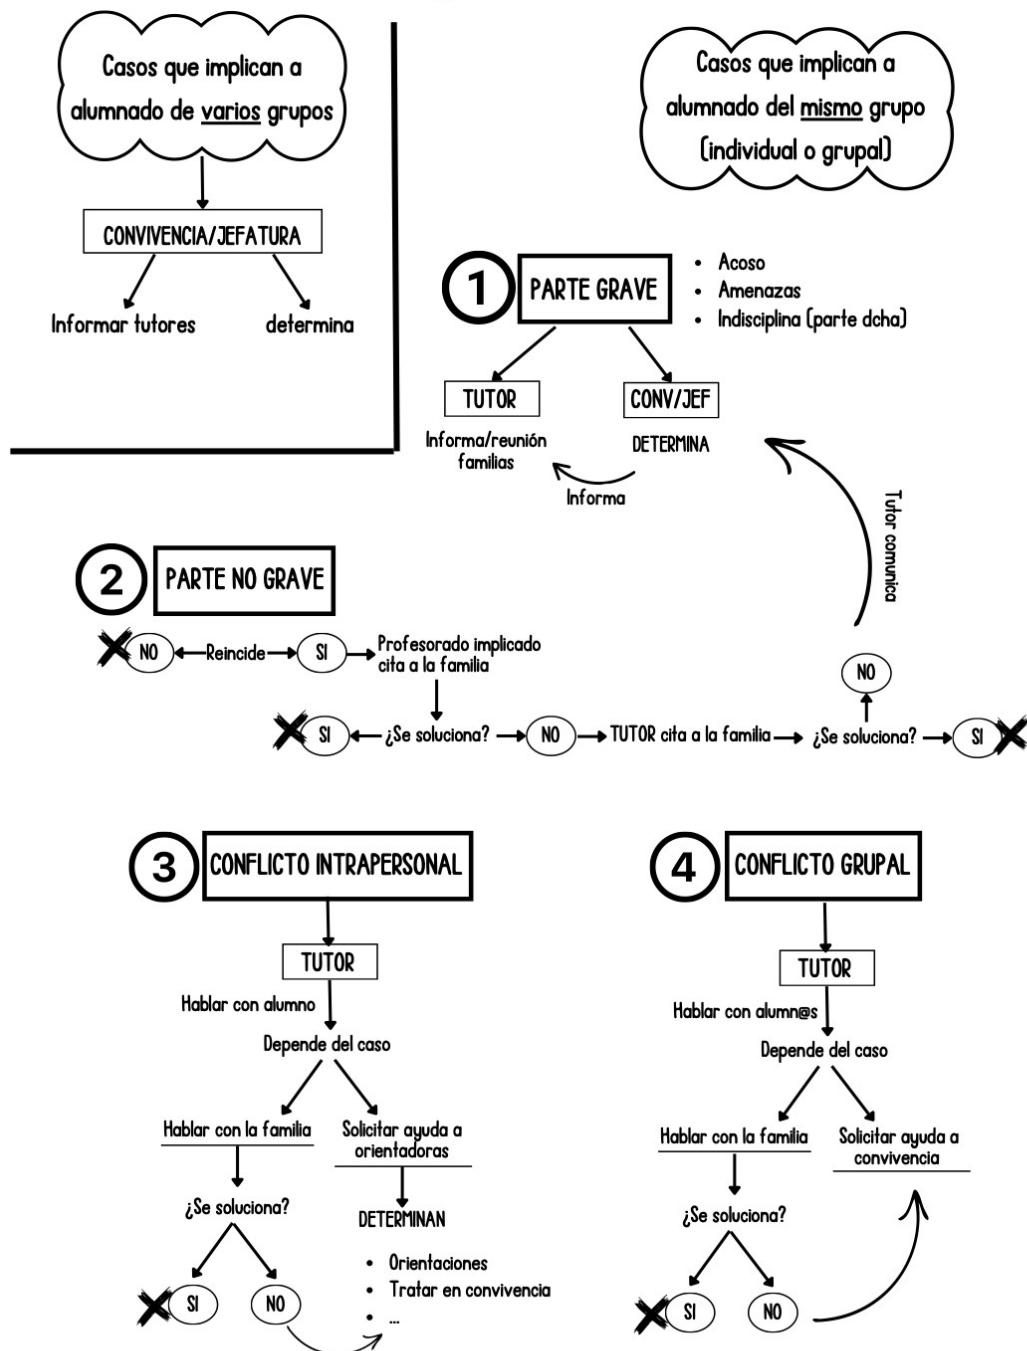 Casos que implican a
alumnado de varios grupos
CONVIVENCIA/JEFATURA
Informar tutores
determina
Casos que implican a
alumnado del mismo grupo
(individual o grupal)
1
PARTE GRAVE
• Acoso
• Amenazas
• Indisciplina (parte dcha)
TUTOR
CONV/JEF
Informa/reunión
familias
DETERMINA
Informa
Tutor comunica
2
PARTE NO GRAVE
NO
Reincide
SI
Profesorado implicado
cita a la familia
NO
SI
¿Se soluciona?
NO
TUTOR cita a la familia
¿Se soluciona?
SI
3
CONFLICTO INTRAPERSONAL
TUTOR
Hablar con alumno
Depende del caso
Hablar con la familia
Solicitar ayuda a
orientadoras
¿Se soluciona?
DETERMINAN
• Orientaciones
• Tratar en convivencia
• ...
SI
NO
4
CONFLICTO GRUPAL
TUTOR
Hablar con alumn@s
Depende del caso
Hablar con la familia
Solicitar ayuda a
convivencia
¿Se soluciona?
SI
NO